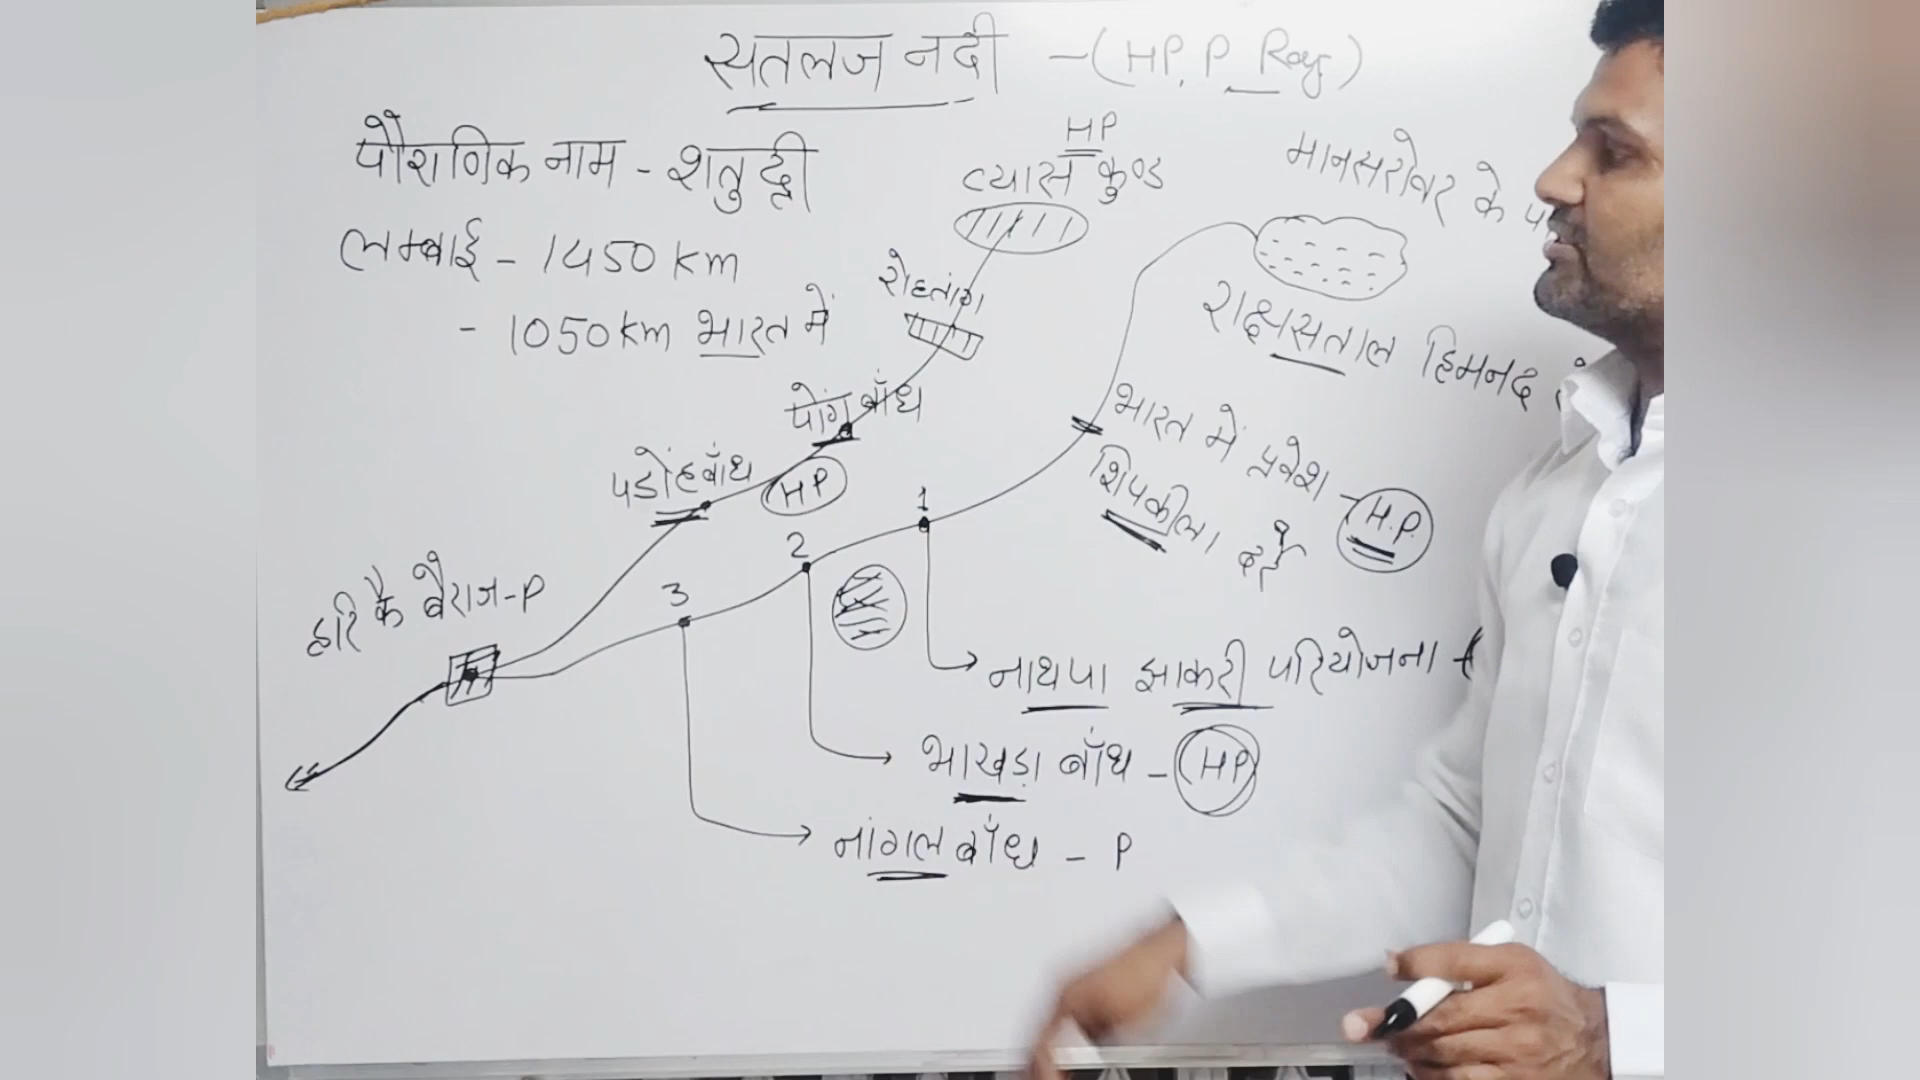 सतलज नदी - (HP, P Raj)
पौराणिक नाम - शतुद्री
लम्बाई - 1450 km
- 1050 km भारत में
HP
व्यास कुण्ड
मानसरोवर के
रोहतांग
राक्षसताल हिमनद
पोंग बाँध
भारत में प्रवेश - H.P.
शिपकीला दर्रे
पडोंह बाँध
HP
1
2
3
हरि कै बैराज - P
नाथपा झाकरी परियोजना - (
भाखड़ा बाँध - (HP)
नांगल बाँध - P